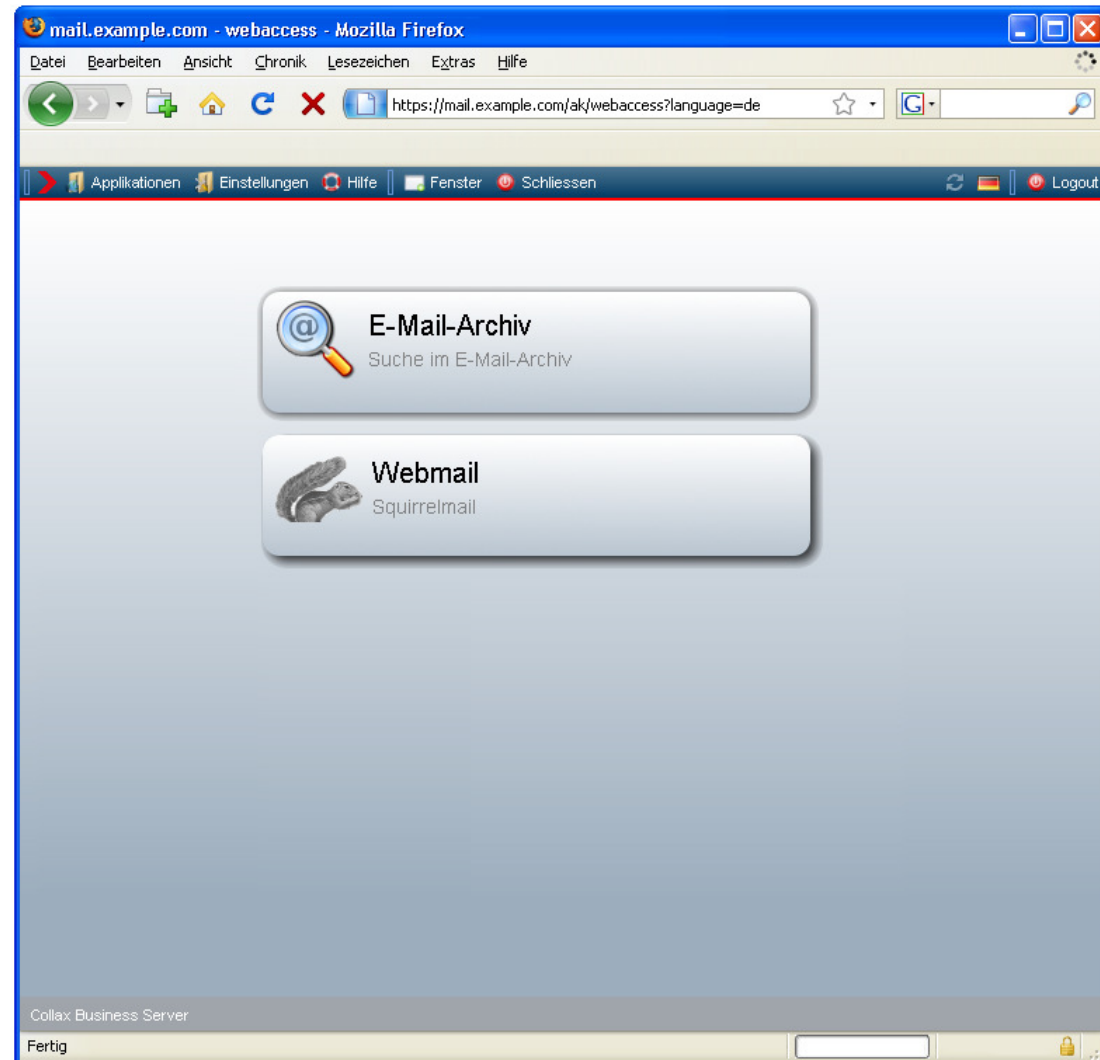 mail.example.com - webaccess - Mozilla Firefox
Datei Bearbeiten Ansicht Chronik Lesezeichen Extras Hilfe
https://mail.example.com/ak/webaccess?language=de G
Applikationen Einstellungen Hilfe Fenster Schliessen Logout
@
E-Mail-Archiv
Suche im E-Mail-Archiv
Webmail
Squirrelmail
Collax Business Server
Fertig